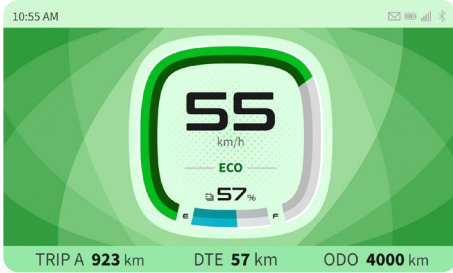 10:55 AM
55
km/h
ECO
57%
E F
TRIP A 923 km DTE 57 km ODO 4000 km